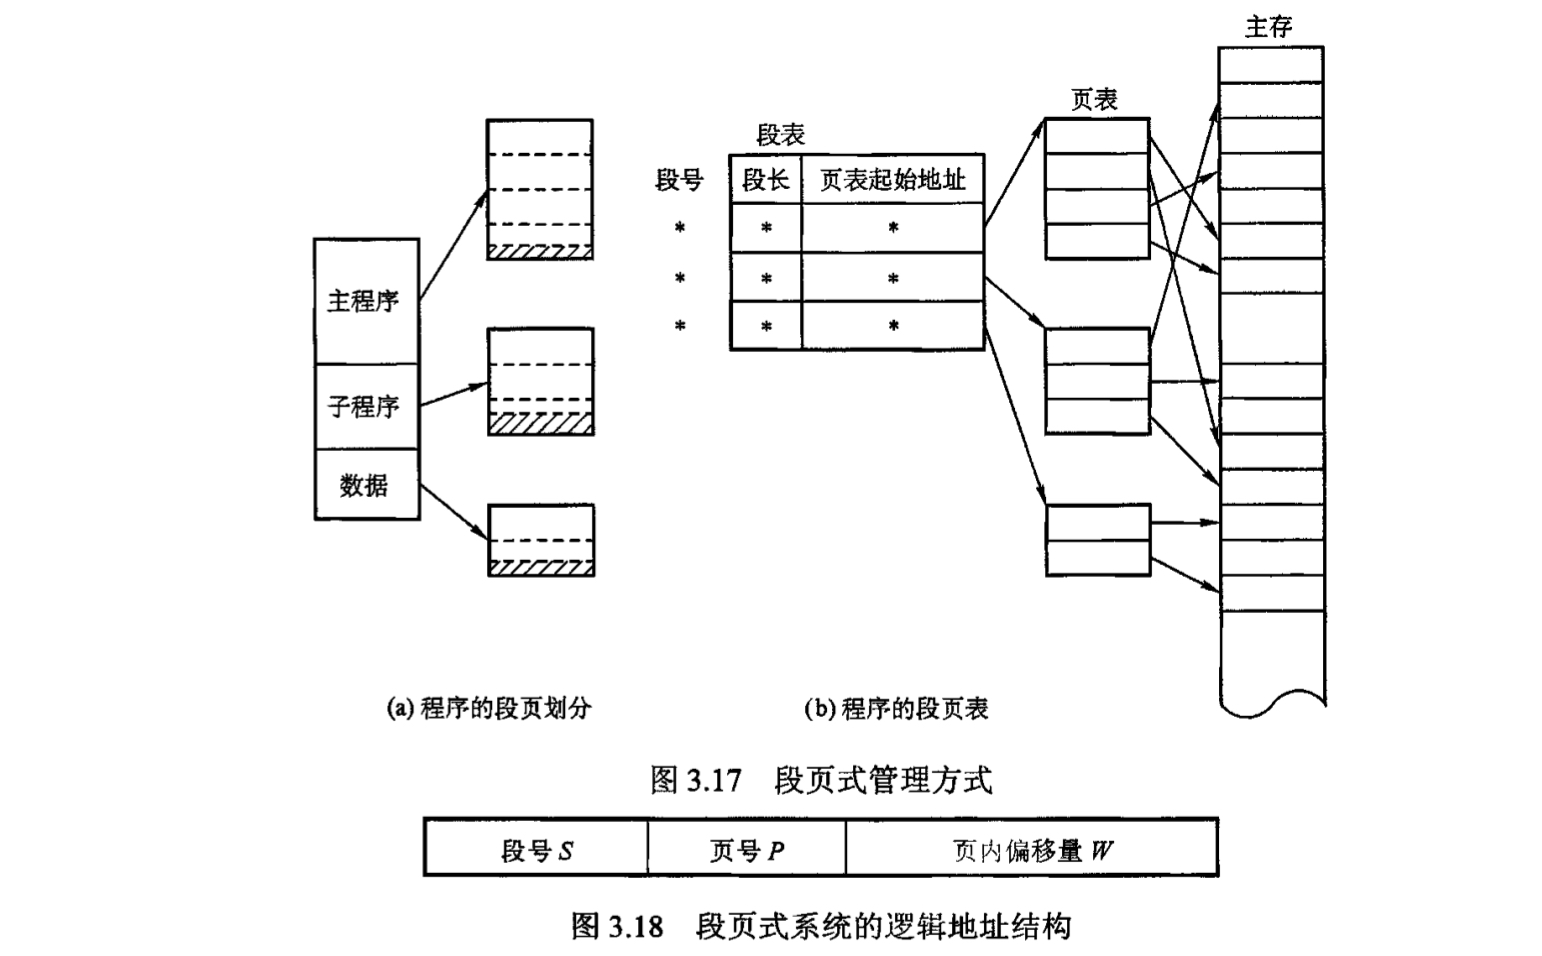 主存
页表
段表
段号 段长 页表起始地址
* * *
* * *
* * *
主程序
子程序
数据
(a) 程序的段页划分
(b) 程序的段页表
图 3.17 段页式管理方式
段号 S 页号 P 页内偏移量 W
图 3.18 段页式系统的逻辑地址结构